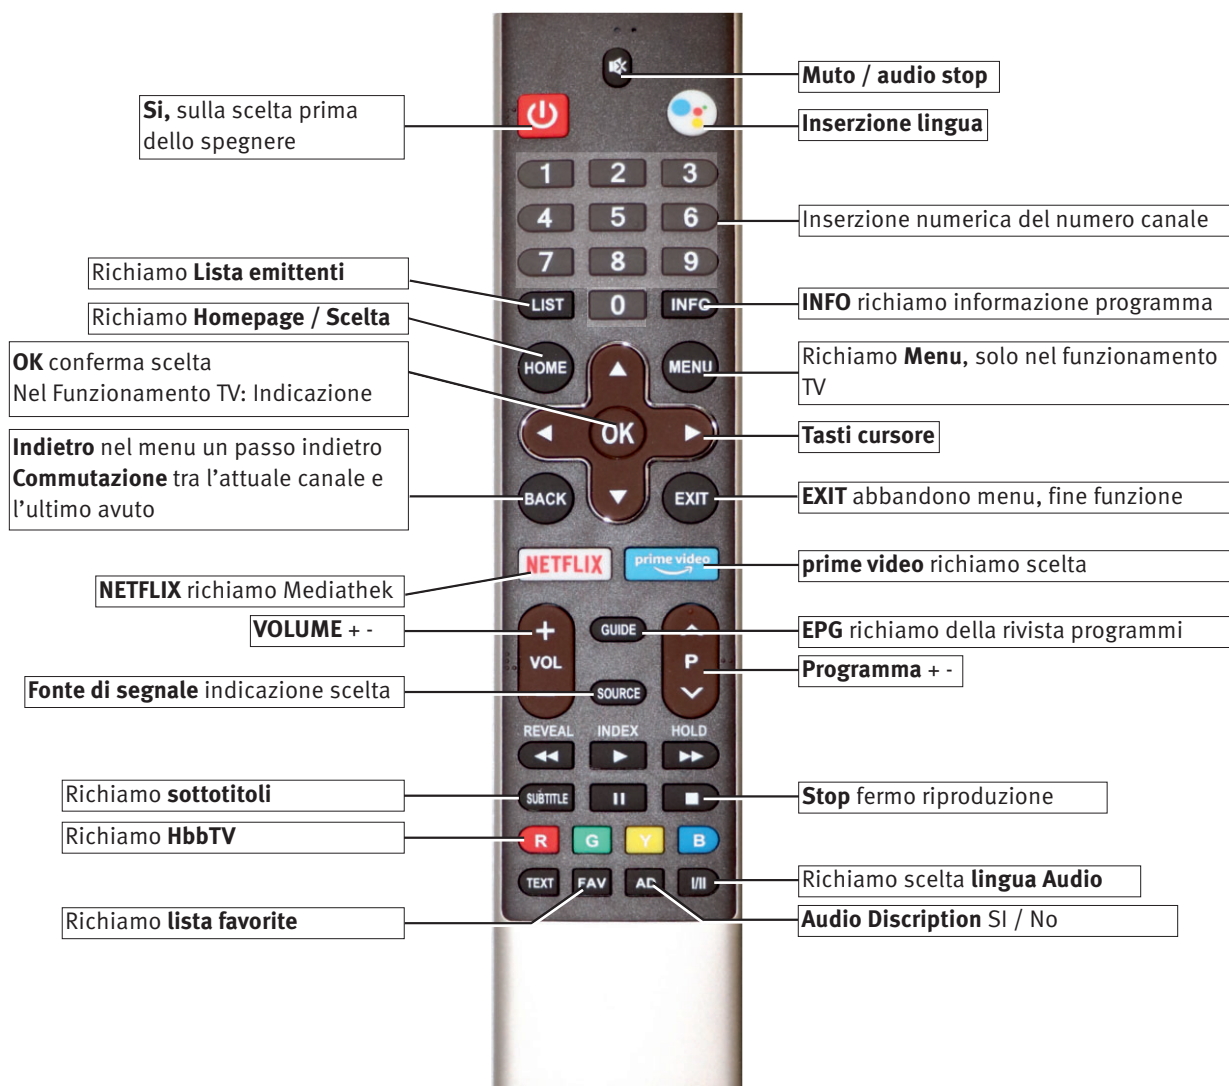 Muto / audio stop
Si, sulla scelta prima
dello spegnere
Inserzione lingua
1 2 3
4 5 6
Inserzione numerica del numero canale
7 8 9
Richiamo Lista emittenti
LIST 0 INFO
INFO richiamo informazione programma
Richiamo Homepage / Scelta
HOME MENU
Richiamo Menu, solo nel funzionamento
TV
OK conferma scelta
Nel Funzionamento TV: Indicazione
OK
Tasti cursore
Indietro nel menu un passo indietro
Commutazione tra l'attuale canale e
l'ultimo avuto
BACK EXIT
EXIT abbandono menu, fine funzione
NETFLIX prime video
prime video richiamo scelta
NETFLIX richiamo Mediathek
VOLUME + -
+ GUIDE
EPG richiamo della rivista programmi
VOL P
Programma + -
Fonte di segnale indicazione scelta
SOURCE
REVEAL INDEX HOLD
Richiamo sottotitoli
SUBTITLE
Stop fermo riproduzione
Richiamo HbbTV
R G Y B
TEXT FAV AD I/II
Richiamo scelta lingua Audio
Richiamo lista favorite
Audio Discription SI / No